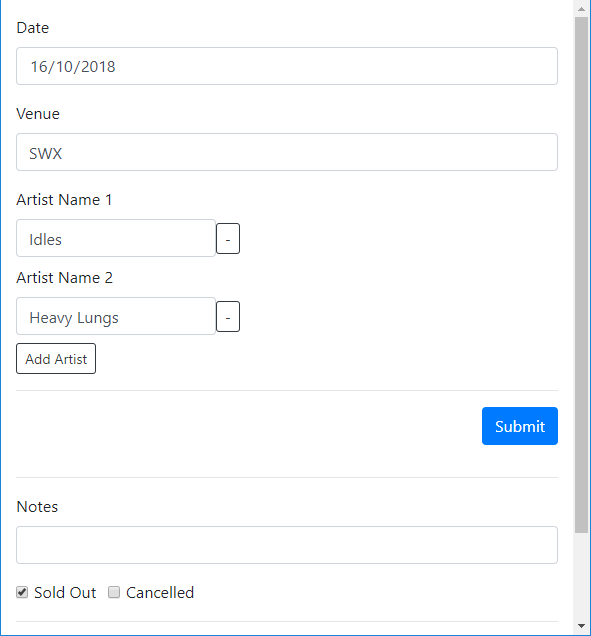 Date
16/10/2018
Venue
SWX
Artist Name 1
Idles
-
Artist Name 2
Heavy Lungs
-
Add Artist
Submit
Notes
Sold Out Cancelled